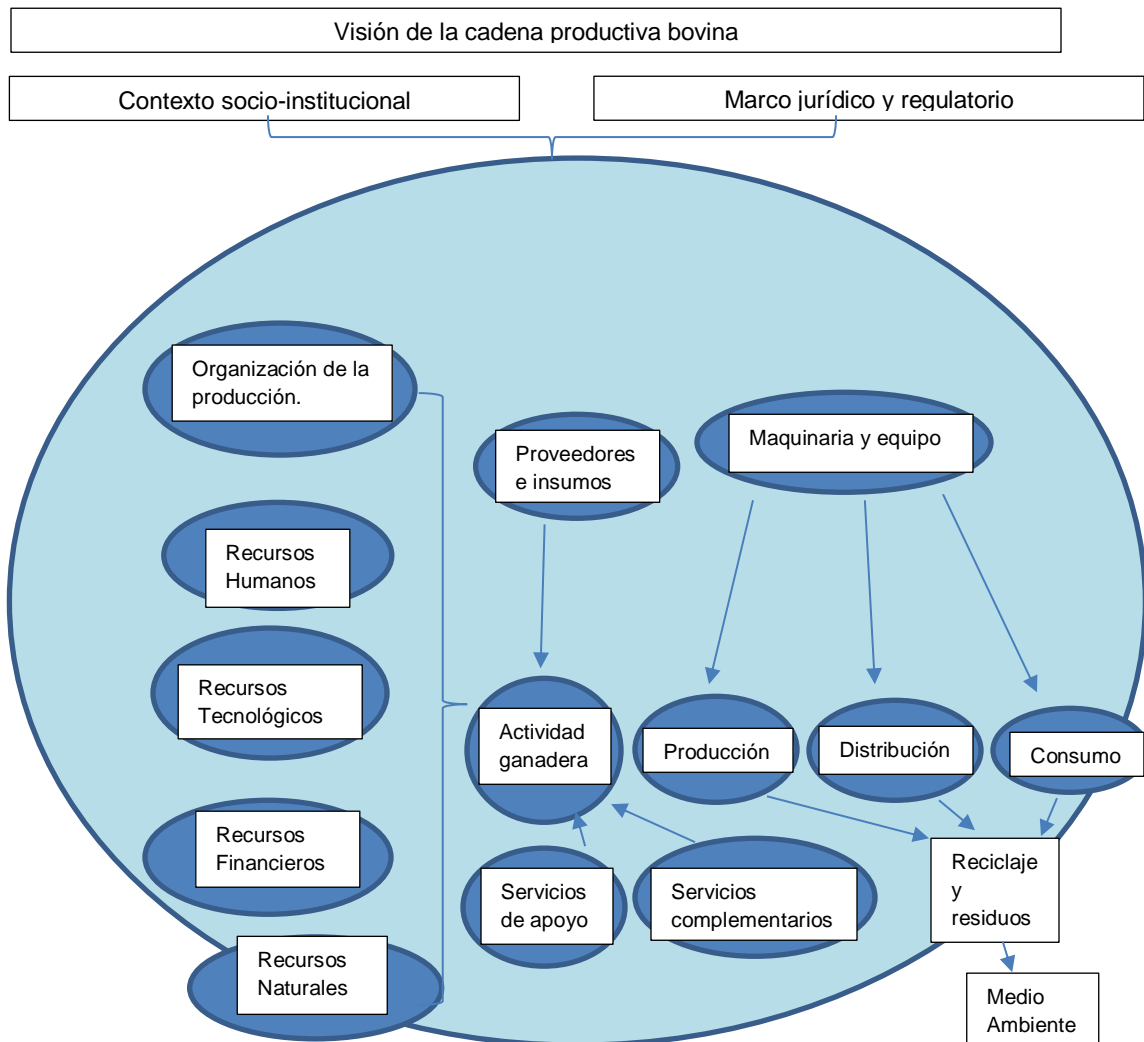 Visión de la cadena productiva bovina
Contexto socio-institucional
Marco jurídico y regulatorio
Organización de la
producción.
Proveedores
e insumos
Maquinaria y equipo
Recursos
Humanos
Recursos
Tecnológicos
Actividad
ganadera
Producción
Distribución
Consumo
Recursos
Financieros
Servicios
de apoyo
Servicios
complementarios
Reciclaje
y
residuos
Recursos
Naturales
Medio
Ambiente